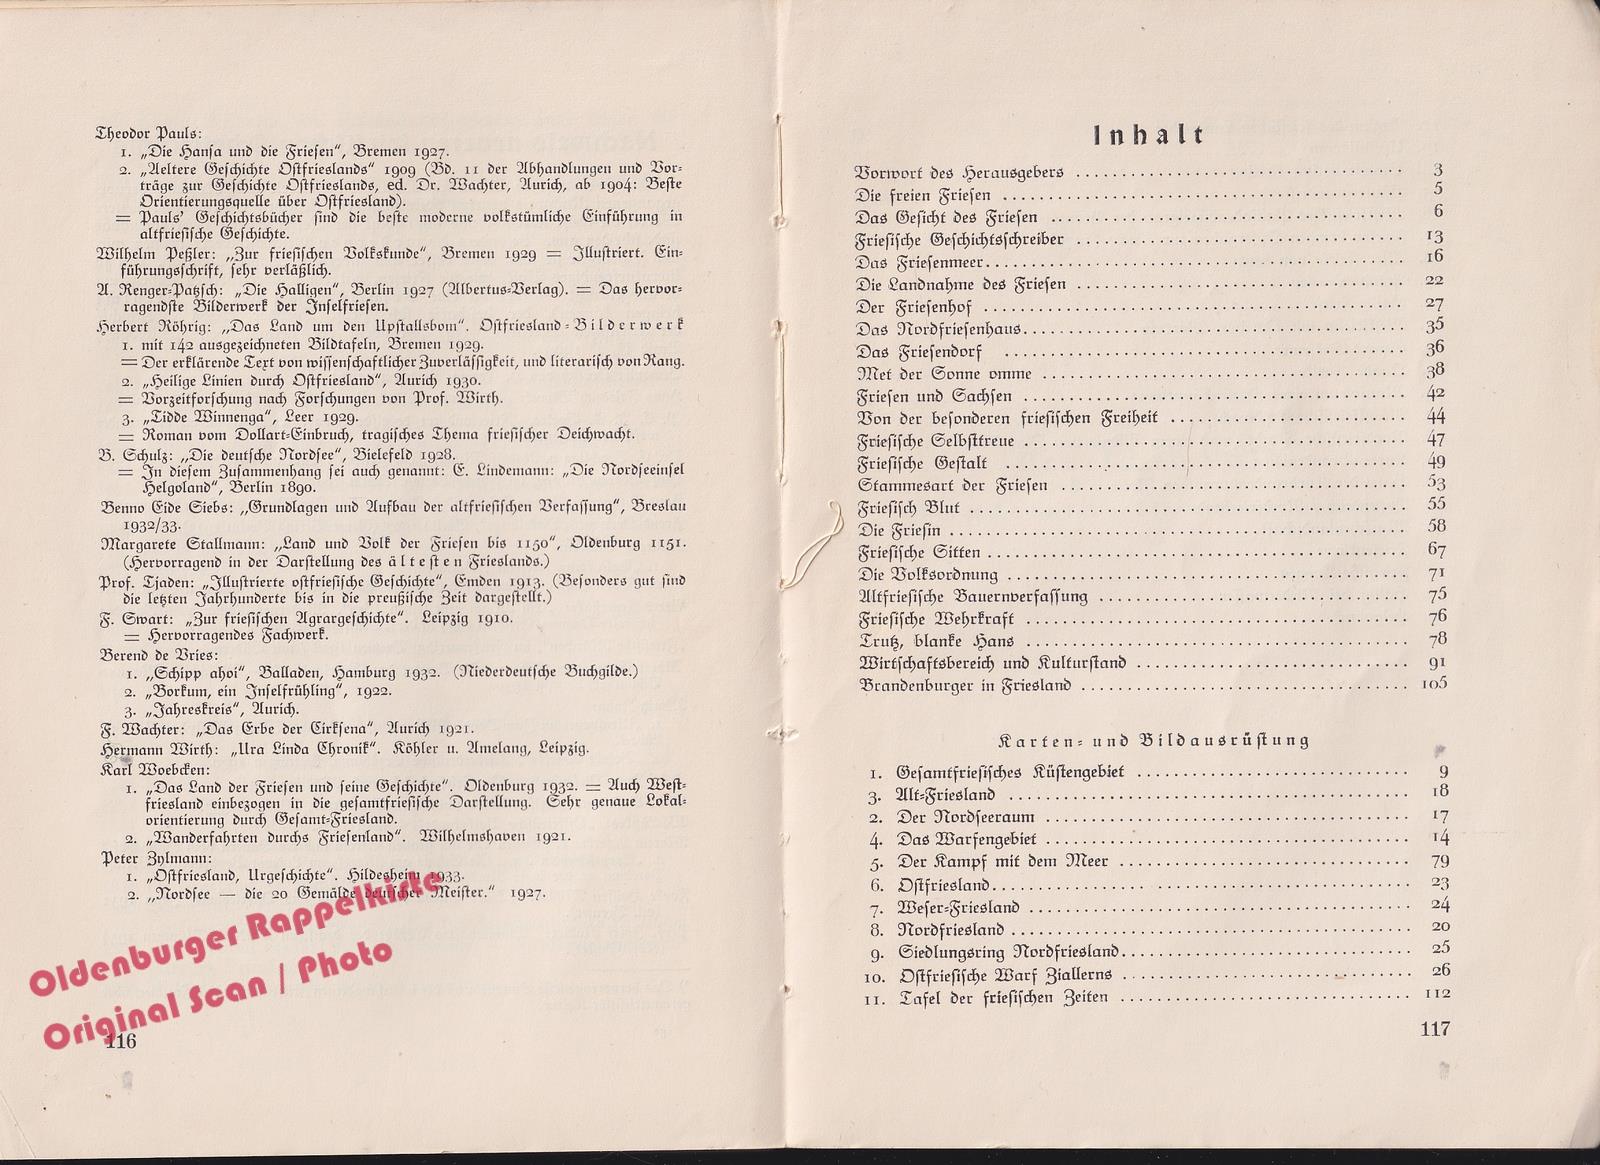 Theodor Pauls:
1. „Die Hansa und die Friesen“, Bremen 1927.
2. „Aeltere Geschichte Ostfrieslands“ 1909 (Bd. 11 der Abhandlungen und Vor-
träge zur Geschichte Ostfrieslands, ed. Dr. Wachter, Aurich, ab 1904: Beste
Orientierungsquelle über Ostfriesland).
= Pauls’ Geschichtsbücher sind die beste moderne volkstümliche Einführung in
altfriesische Geschichte.
Wilhelm Peßler: „Zur friesischen Volkskunde“, Bremen 1929 = Illustriert. Ein-
führungsschrift, sehr verläßlich.
A. Renger-Patzsch: „Die Halligen“, Berlin 1927 (Albertus-Verlag). = Das hervor-
ragendste Bilderwerk der Inselfriesen.
Herbert Röhrig: „Das Land um den Upstallsbom“. Ostfriesland-Bilderwerk
1. mit 142 ausgezeichneten Bildtafeln, Bremen 1929.
= Der erklärende Text von wissenschaftlicher Zuverlässigkeit, und literarisch von Rang.
2. „Heilige Linien durch Ostfriesland“, Aurich 1930.
= Vorzeitforschung nach Forschungen von Prof. Wirth.
3. „Tidde Winnenga“, Leer 1929.
= Roman vom Dollart-Einbruch, tragisches Thema friesischer Deichwacht.
B. Schulz: „Die deutsche Nordsee“, Bielefeld 1928.
= In diesem Zusammenhang sei auch genannt: E. Lindemann: „Die Nordseeinsel
Helgoland“, Berlin 1890.
Benno Eide Siebs: „Grundlagen und Aufbau der altfriesischen Verfassung“, Breslau
1932/33.
Margarete Stallmann: „Land und Volk der Friesen bis 1150“, Oldenburg 1151.
(Hervorragend in der Darstellung des ältesten Frieslands.)
Prof. Tjaden: „Illustrierte ostfriesische Geschichte“, Emden 1913. (Besonders gut sind
die letzten Jahrhunderte bis in die preußische Zeit dargestellt.)
F. Swart: „Zur friesischen Agrargeschichte“. Leipzig 1910.
= Hervorragendes Fachwerk.
Berend de Vries:
1. „Schipp ahoi“, Balladen, Hamburg 1932. (Niederdeutsche Buchgilde.)
2. „Borkum, ein Inselfrühling“, 1922.
3. „Jahreskreis“, Aurich.
F. Wachter: „Das Erbe der Cirksena“, Aurich 1921.
Hermann Wirth: „Ura Linda Chronik“. Köhler u. Amelang, Leipzig.
Karl Woebcken:
1. „Das Land der Friesen und seine Geschichte“. Oldenburg 1932. = Auch West-
friesland einbezogen in die gesamtfriesische Darstellung. Sehr genaue Lokal-
orientierung durch Gesamt-Friesland.
2. „Wanderfahrten durchs Friesenland“. Wilhelmshaven 1921.
Peter Zylmann:
1. „Ostfriesland, Urgeschichte“. Hildesheim 1933.
2. „Nordsee — die 20 Gemälde deutscher Meister.“ 1927.
Oldenburger Rappelkiste
Original Scan / Photo
116
Inhalt
Vorwort des Herausgebers 3
Die freien Friesen 5
Das Gesicht des Friesen 6
Friesische Geschichtsschreiber 13
Das Friesenmeer 16
Die Landnahme des Friesen 22
Der Friesenhof 27
Das Nordfriesenhaus 35
Das Friesendorf 36
Met der Sonne omme 38
Friesen und Sachsen 42
Von der besonderen friesischen Freiheit 44
Friesische Selbsttreue 47
Friesische Gestalt 49
Stammesart der Friesen 53
Friesisch Blut 55
Die Friesin 58
Friesische Sitten 67
Die Volksordnung 71
Altfriesische Bauernverfassung 75
Friesische Wehrkraft 76
Trutz, blanke Hans 78
Wirtschaftsbereich und Kulturstand 91
Brandenburger in Friesland 105
Karten- und Bildausrüstung
1. Gesamtfriesisches Küstengebiet 9
3. Alt-Friesland 18
2. Der Nordseeraum 17
4. Das Warfengebiet 14
5. Der Kampf mit dem Meer 79
6. Ostfriesland 23
7. Weser-Friesland 24
8. Nordfriesland 20
9. Siedlungsring Nordfriesland 25
10. Ostfriesische Warf Ziallerns 26
11. Tafel der friesischen Zeiten 112
117